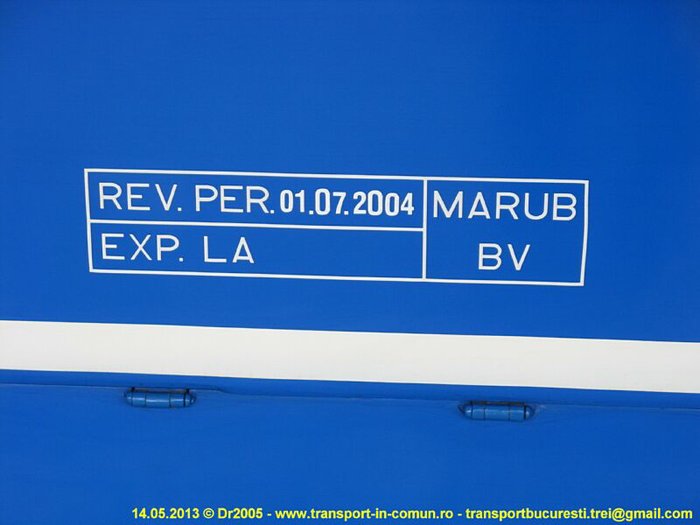 REV. PER. 01.07.2004
EXP. LA
MARUB
BV
14.05.2013 © Dr2005 - www.transport-in-comun.ro - transportbucuresti.trei@gmail.com